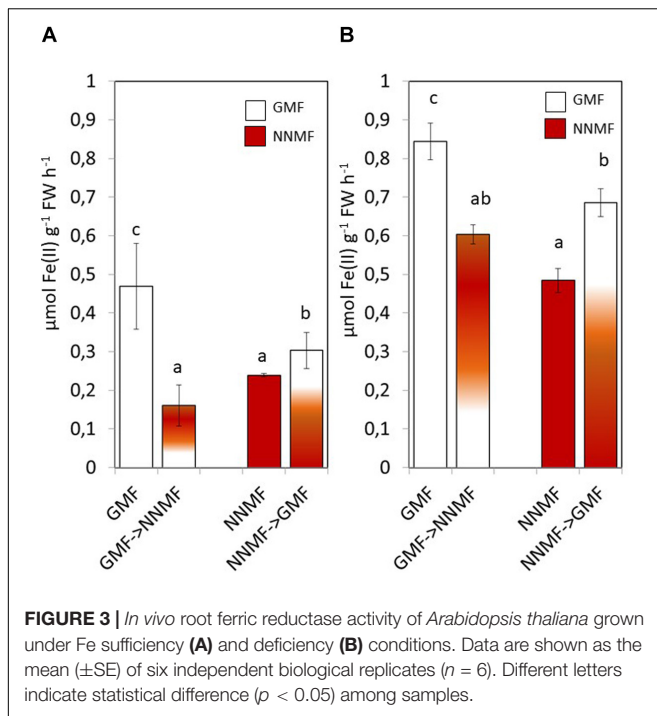 A
B
µmol Fe(II) g⁻¹ FW h⁻¹
1
0,9
0,8
0,7
0,6
0,5
0,4
0,3
0,2
0,1
0
GMF
NNMF
c
a
a
b
GMF
GMF->NNMF
NNMF
NNMF->GMF
µmol Fe(II) g⁻¹ FW h⁻¹
1
0,9
0,8
0,7
0,6
0,5
0,4
0,3
0,2
0,1
0
GMF
NNMF
c
ab
a
b
GMF
GMF->NNMF
NNMF
NNMF->GMF
FIGURE 3 | In vivo root ferric reductase activity of Arabidopsis thaliana grown
under Fe sufficiency (A) and deficiency (B) conditions. Data are shown as the
mean (±SE) of six independent biological replicates (n = 6). Different letters
indicate statistical difference (p < 0.05) among samples.